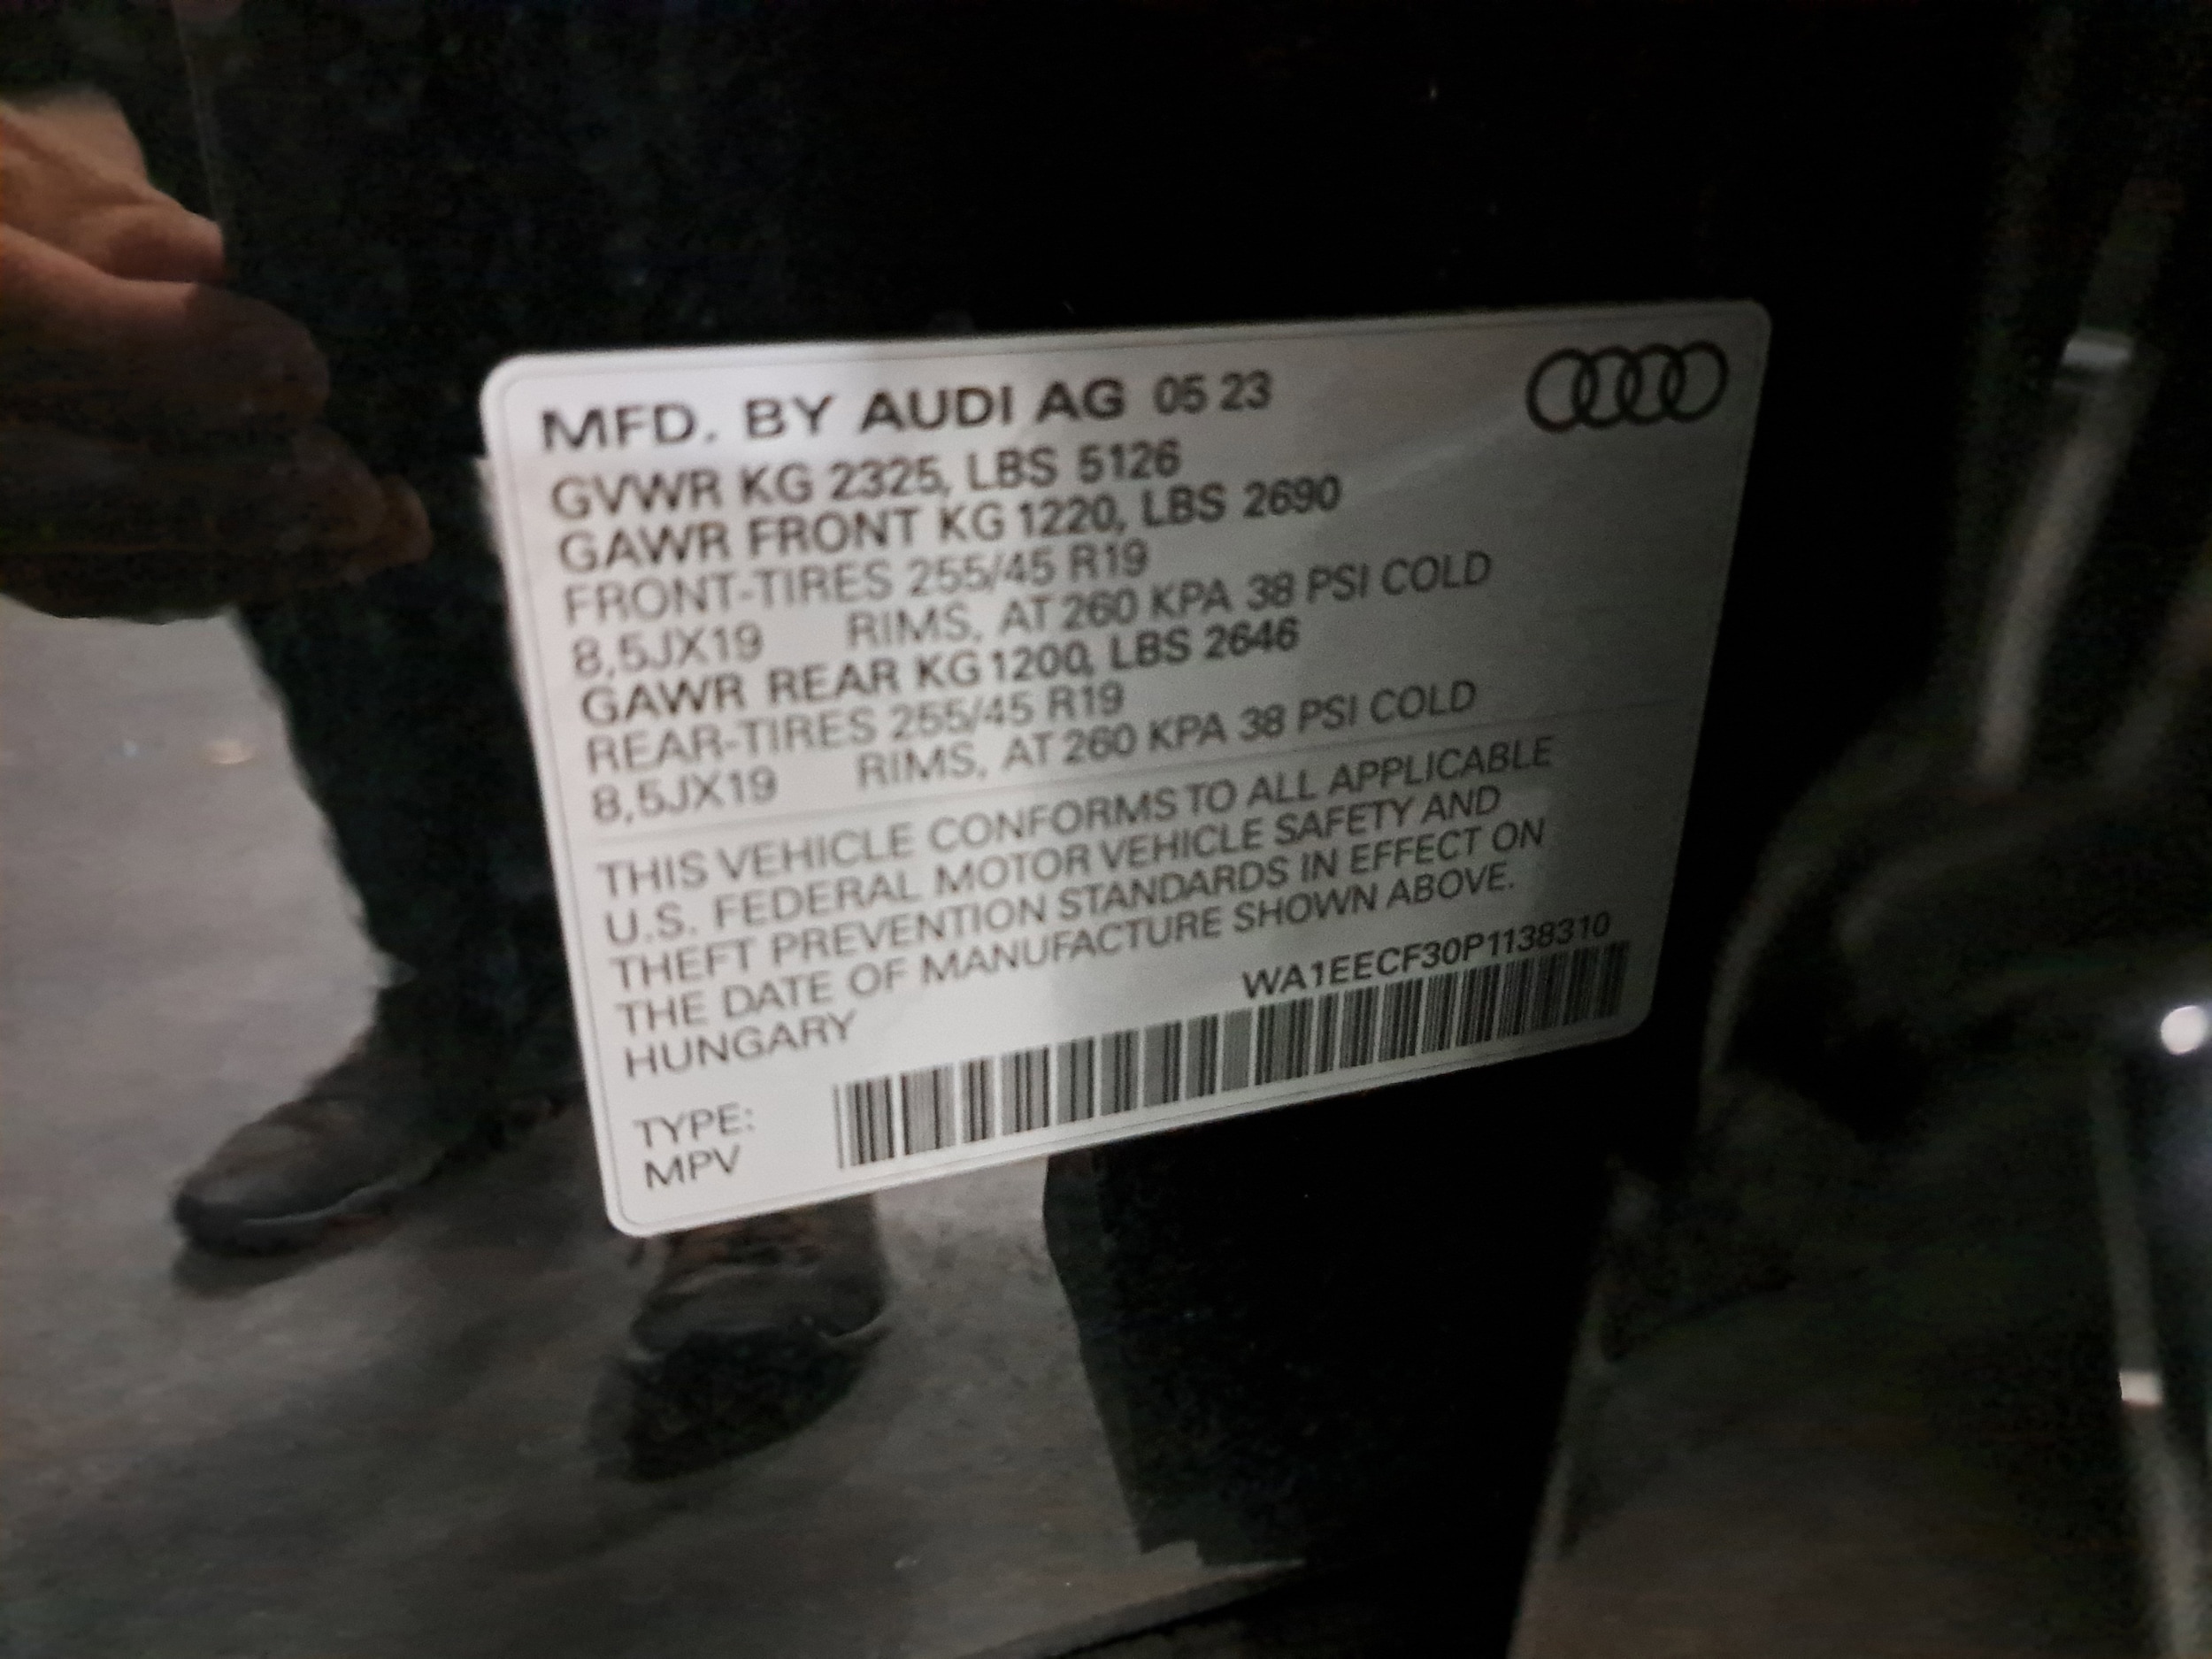 MFD. BY AUDI AG 05 23
GVWR KG 2325, LBS 5126
GAWR FRONT KG 1220, LBS 2690
FRONT-TIRES 255/45 R19
8,5JX19 RIMS, AT 260 KPA 38 PSI COLD
GAWR REAR KG 1200, LBS 2646
REAR-TIRES 255/45 R19
8,5JX19 RIMS, AT 260 KPA 38 PSI COLD
THIS VEHICLE CONFORMS TO ALL APPLICABLE
U.S. FEDERAL MOTOR VEHICLE SAFETY AND
THEFT PREVENTION STANDARDS IN EFFECT ON
THE DATE OF MANUFACTURE SHOWN ABOVE.
HUNGARY
WA1EECF30P1138310
TYPE:
MPV